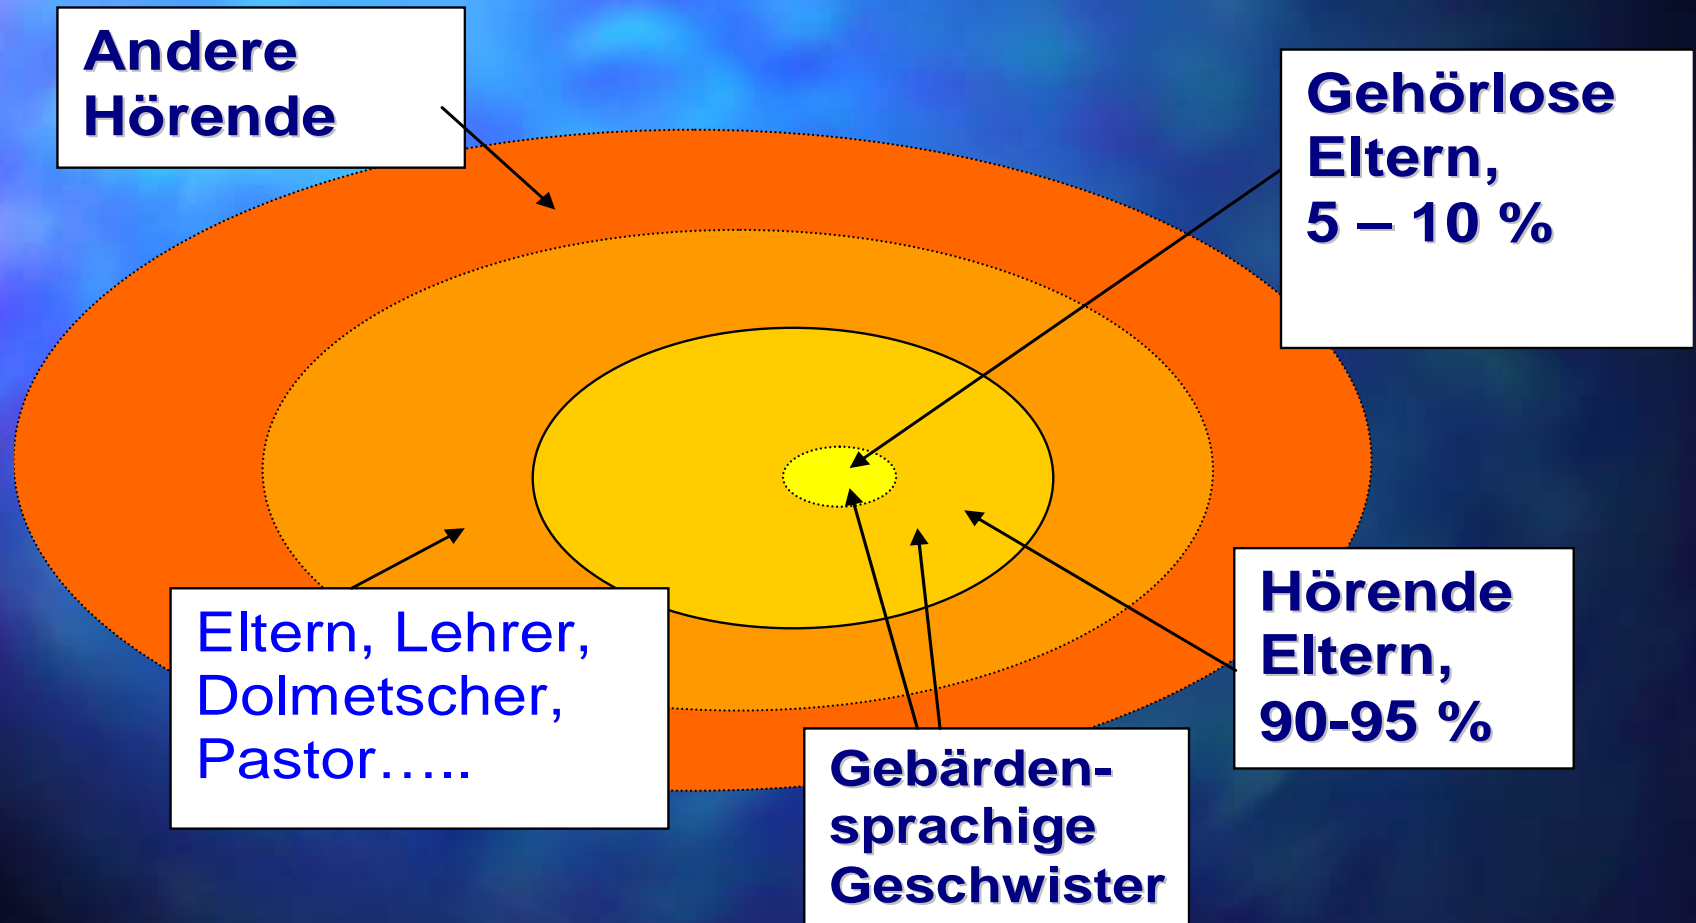 Andere
Hörende
Gehörlose
Eltern,
5 – 10 %
Eltern, Lehrer,
Dolmetscher,
Pastor…..
Hörende
Eltern,
90-95 %
Gebärden-
sprachige
Geschwister